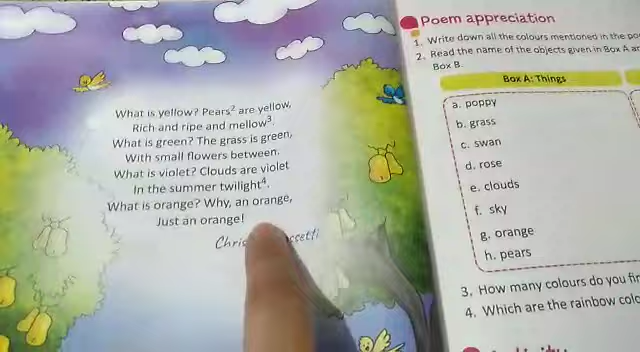 What is yellow? Pears² are yellow,
Rich and ripe and mellow³.
What is green? The grass is green,
With small flowers between.
What is violet? Clouds are violet
In the summer twilight⁴.
What is orange? Why, an orange,
Just an orange!
Poem appreciation
1. Write down all the colours mentioned in the
2. Read the name of the objects given in Box A
Box B.
Box A: Things
a. poppy
b. grass
c. swan
d. rose
e. clouds
f. sky
g. orange
h. pears
3. How many colours do you
4. Which are the rainbow